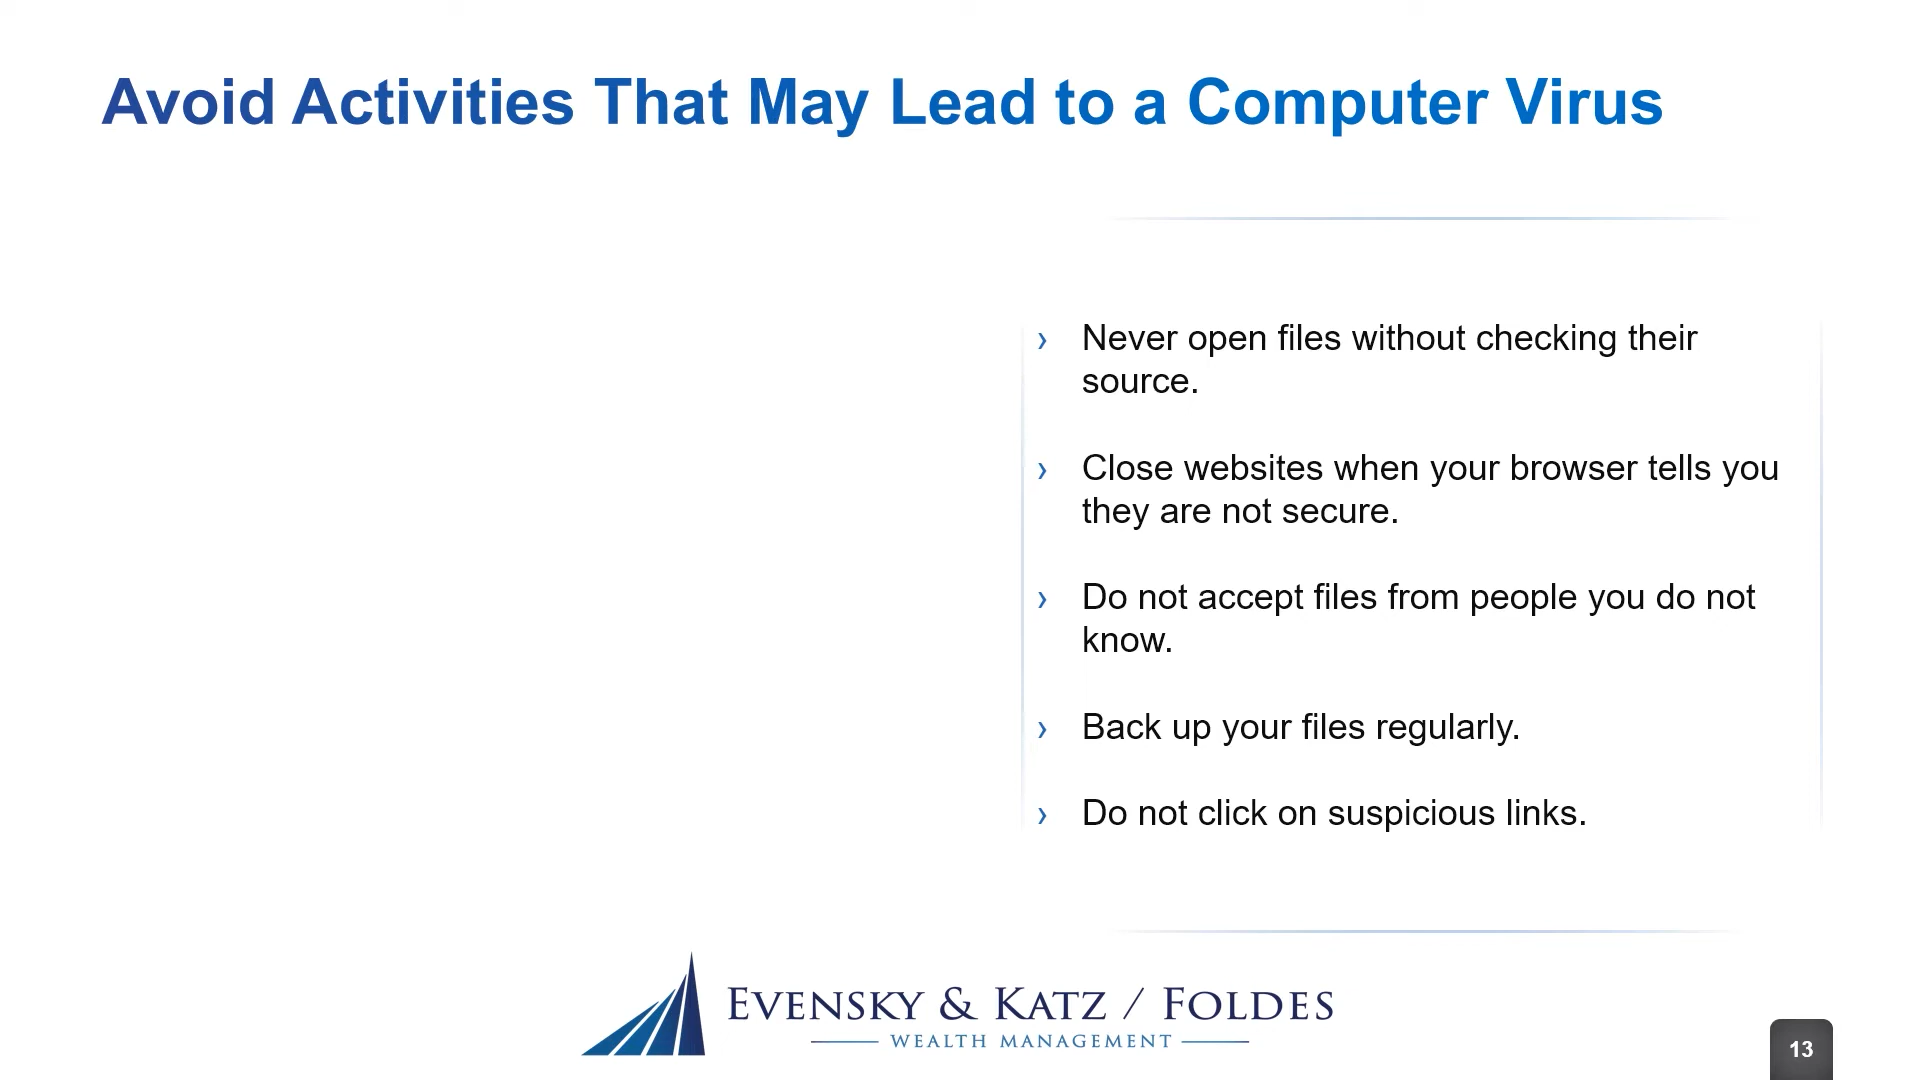 Avoid Activities That May Lead to a Computer Virus
› Never open files without checking their
source.
› Close websites when your browser tells you
they are not secure.
› Do not accept files from people you do not
know.
› Back up your files regularly.
› Do not click on suspicious links.
EVENSKY & KATZ / FOLDES
WEALTH MANAGEMENT
13